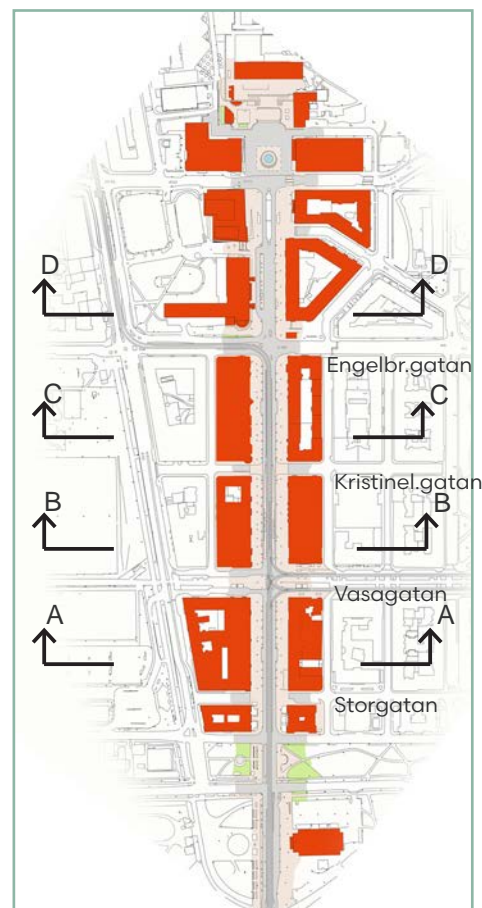 D D
Engelbr.gatan
C C
Kristinel.gatan
B B
Vasagatan
A A
Storgatan